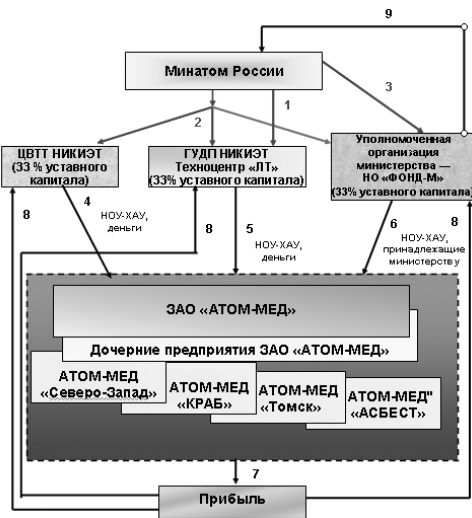 9
Минатом России
3
1
2
ЦВТТ НИКИЭТ
(33 % уставного
капитала)
ГУДП НИКИЭТ
Техноцентр «ЛТ»
(33% уставного капитала)
Уполномоченная
организация
министерства —
НО «ФОНД-М»
(33% уставного капитала)
8
4
НОУ-ХАУ,
деньги
8
5
НОУ-ХАУ,
деньги
6
НОУ-ХАУ,
принадлежащие
министерству
8
ЗАО «АТОМ-МЕД»
Дочерние предприятия ЗАО «АТОМ-МЕД»
АТОМ-МЕД
«Северо-Запад»
АТОМ-МЕД
«КРАБ»
АТОМ-МЕД
«Томск»
АТОМ-МЕД"
«АСБЕСТ»
7
Прибыль